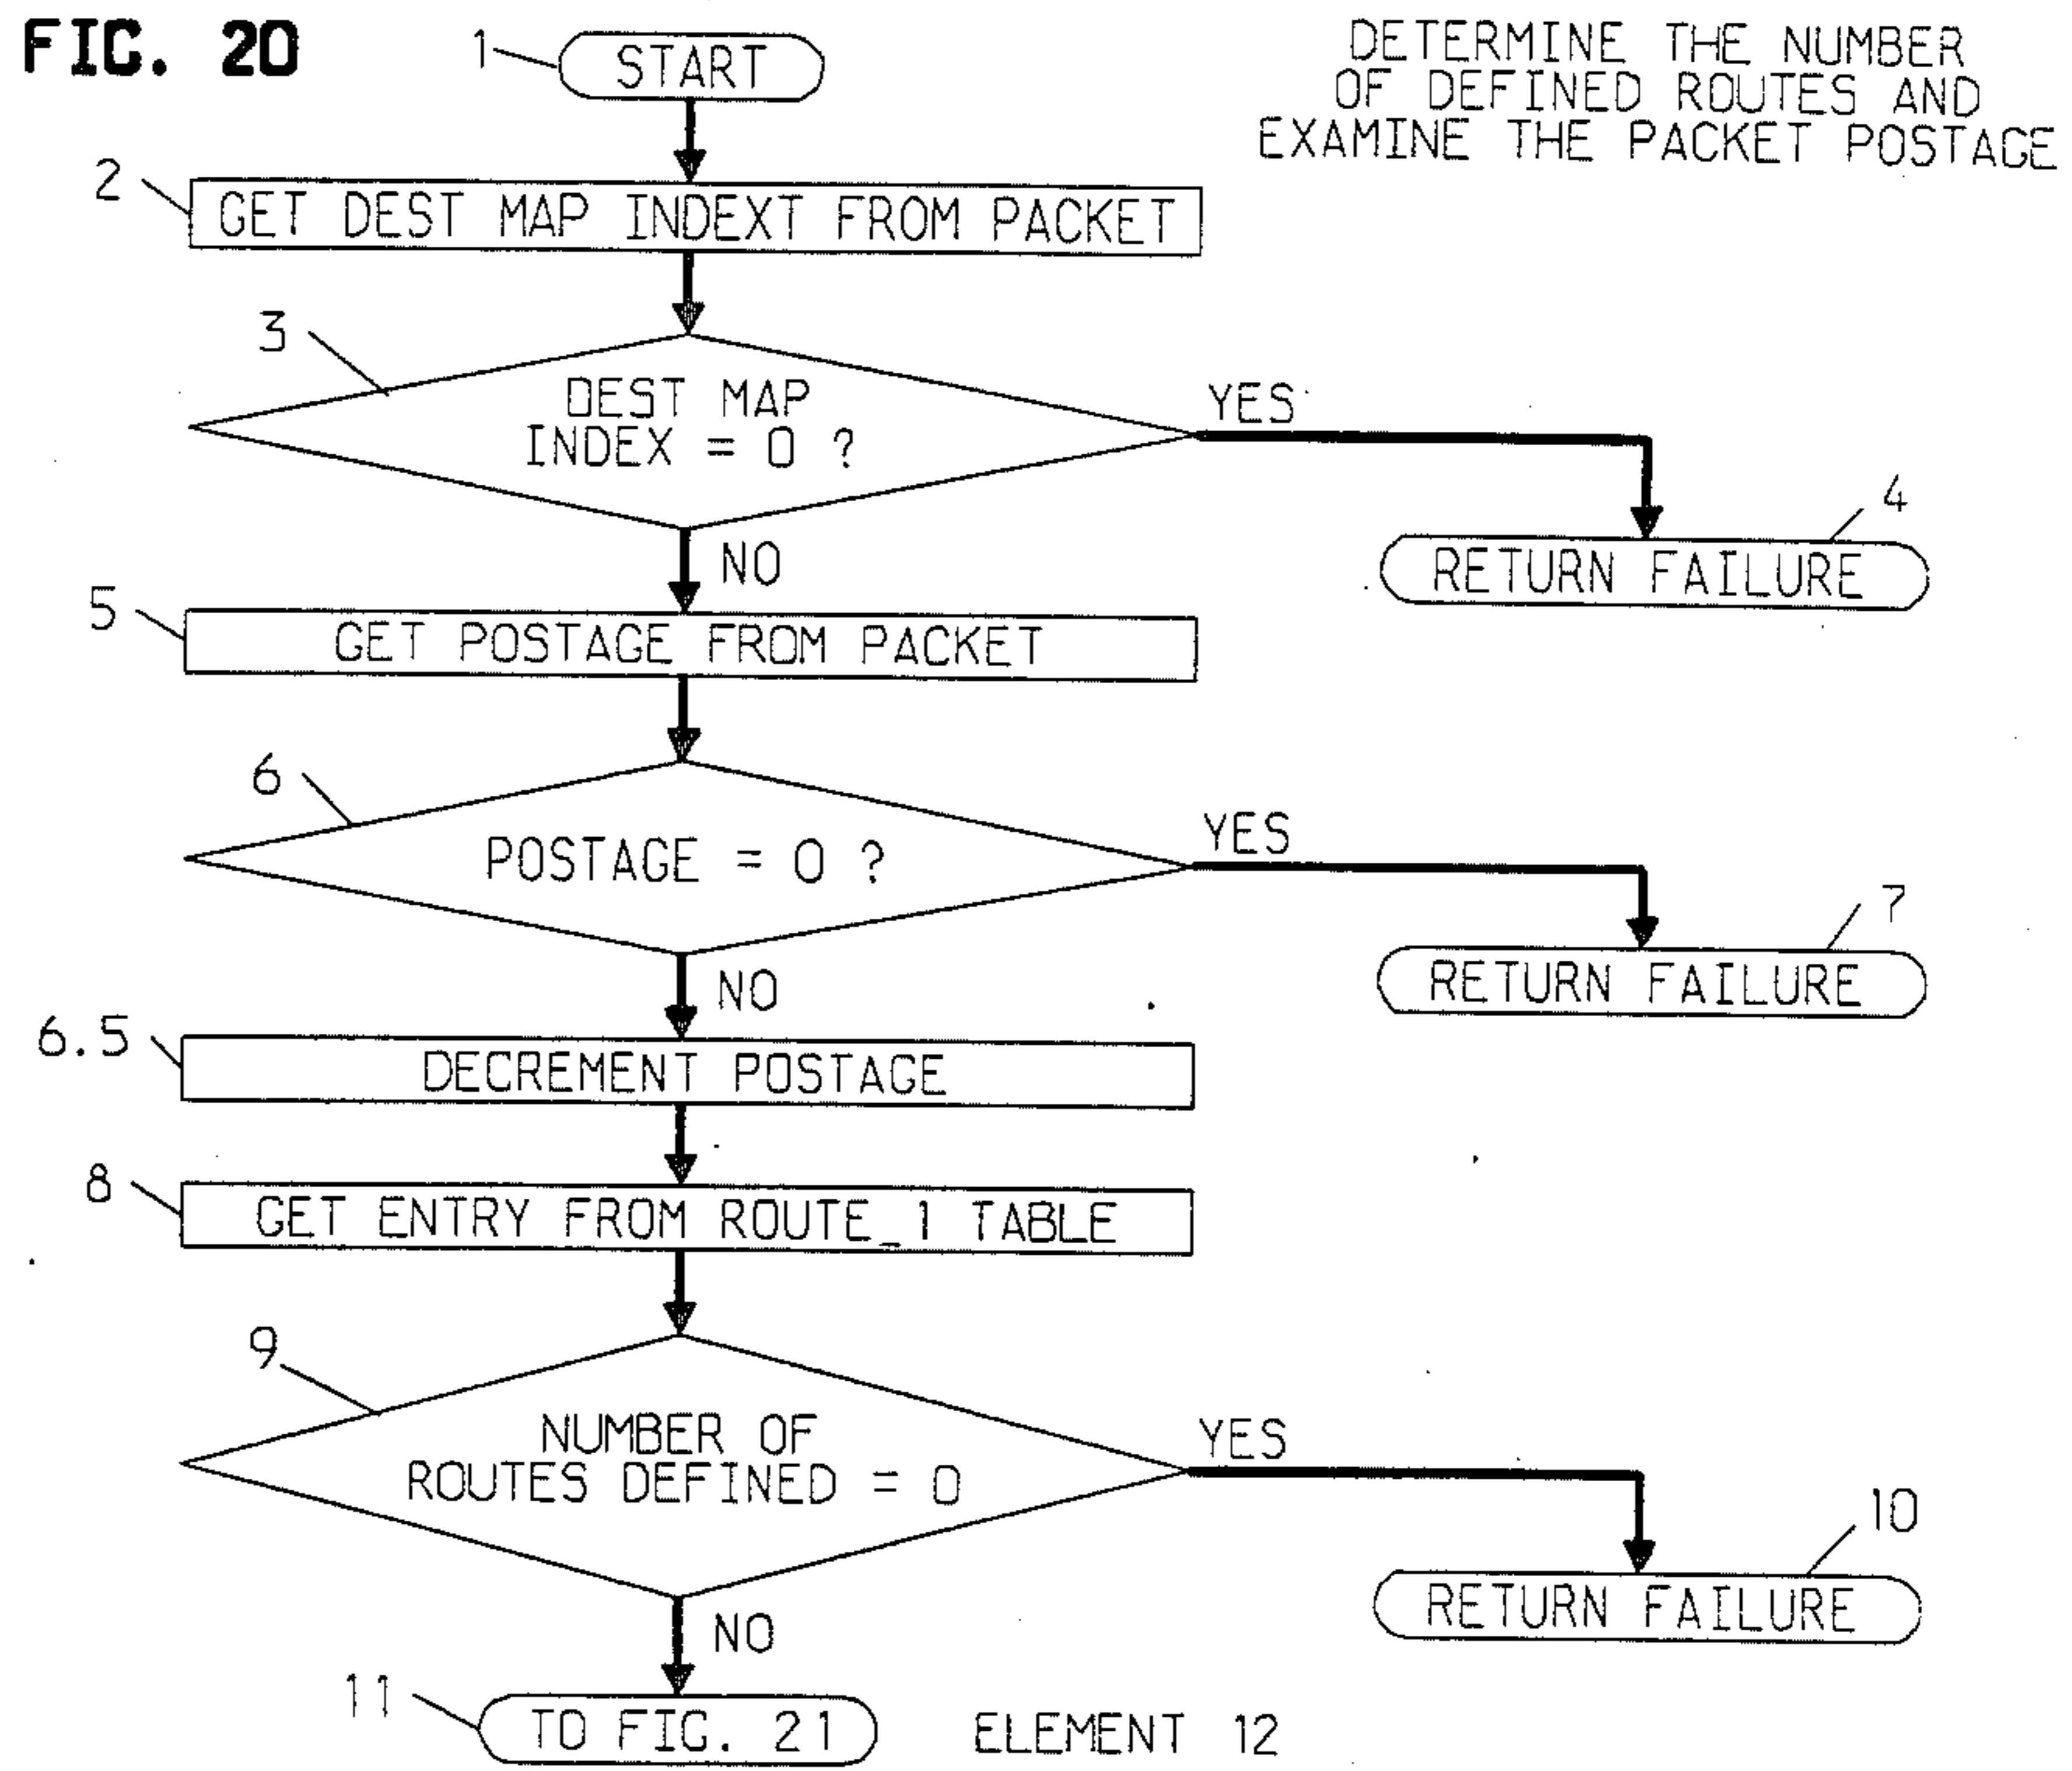 FIG. 20
DETERMINE THE NUMBER
OF DEFINED ROUTES AND
EXAMINE THE PACKET POSTAGE
1
START
2
GET DEST MAP INDEXT FROM PACKET
3
DEST MAP
INDEX = 0 ?
YES
4
RETURN FAILURE
NO
5
GET POSTAGE FROM PACKET
6
POSTAGE = 0 ?
YES
7
RETURN FAILURE
NO
6.5
DECREMENT POSTAGE
8
GET ENTRY FROM ROUTE_1 TABLE
9
NUMBER OF
ROUTES DEFINED = 0
YES
10
RETURN FAILURE
NO
11
TO FIG. 21
ELEMENT 12